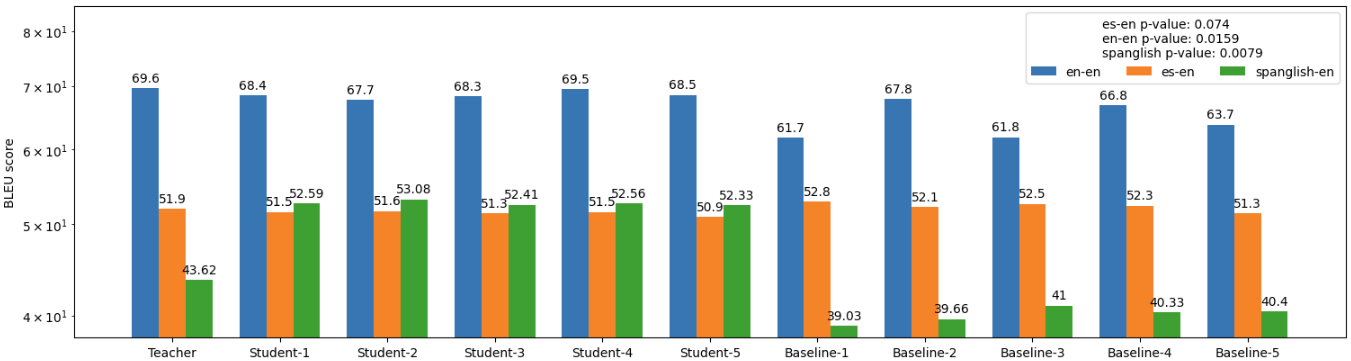 es-en p-value: 0.074
en-en p-value: 0.0159
spanglish p-value: 0.0079
en-en es-en spanglish-en
BLEU score
8 × 10¹
7 × 10¹
6 × 10¹
5 × 10¹
4 × 10¹
69.6 51.9 43.62
68.4 51.5 52.59
67.7 51.6 53.08
68.3 51.3 52.41
69.5 51.5 52.56
68.5 50.9 52.33
61.7 52.8 39.03
67.8 52.1 39.66
61.8 52.5 41
66.8 52.3 40.33
63.7 51.3 40.4
Teacher Student-1 Student-2 Student-3 Student-4 Student-5 Baseline-1 Baseline-2 Baseline-3 Baseline-4 Baseline-5